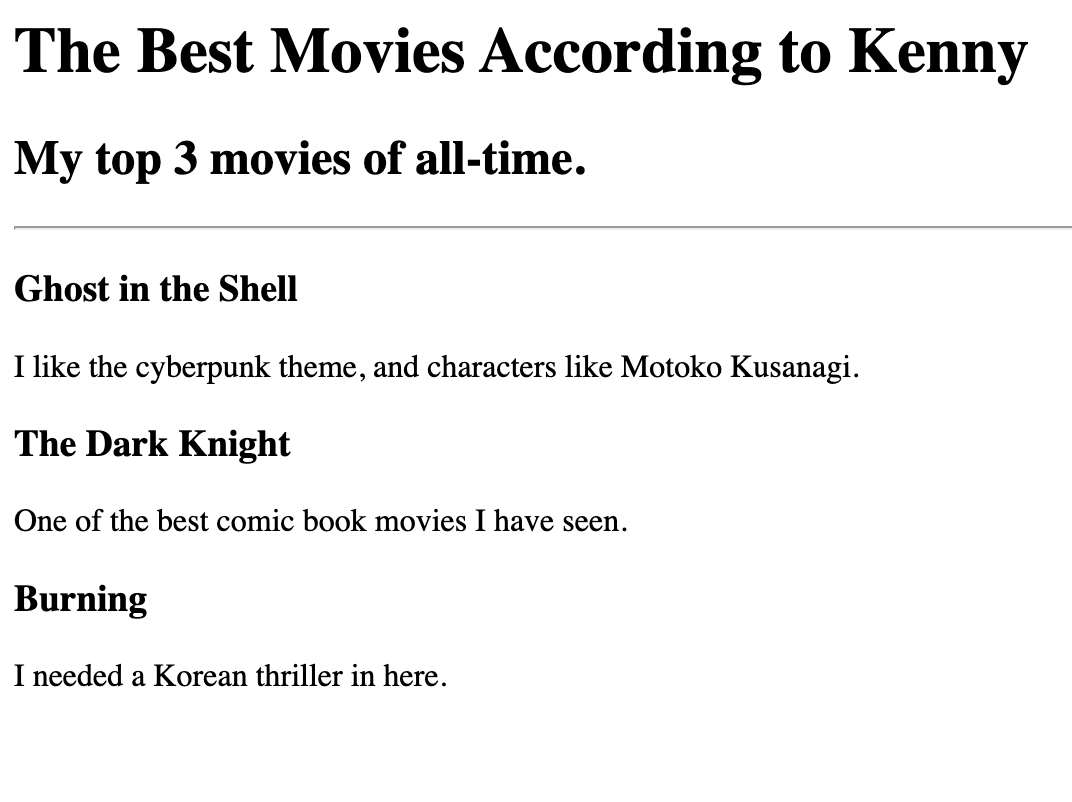 The Best Movies According to Kenny
My top 3 movies of all-time.
Ghost in the Shell
I like the cyberpunk theme, and characters like Motoko Kusanagi.
The Dark Knight
One of the best comic book movies I have seen.
Burning
I needed a Korean thriller in here.